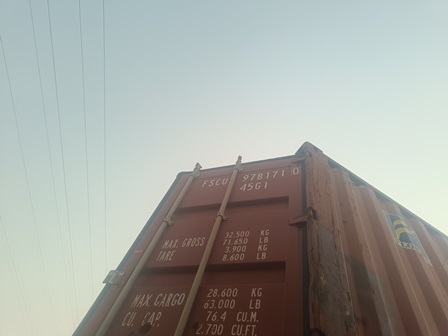 FSCU 978171 0
45G1
MAX. GROSS 32.500 KG
71.650 LB
TARE 3.900 KG
8.600 LB
MAX CARGO 28.600 KG
63.000 LB
CU. CAP. 76.4 CU.M.
2.700 CU.FT.